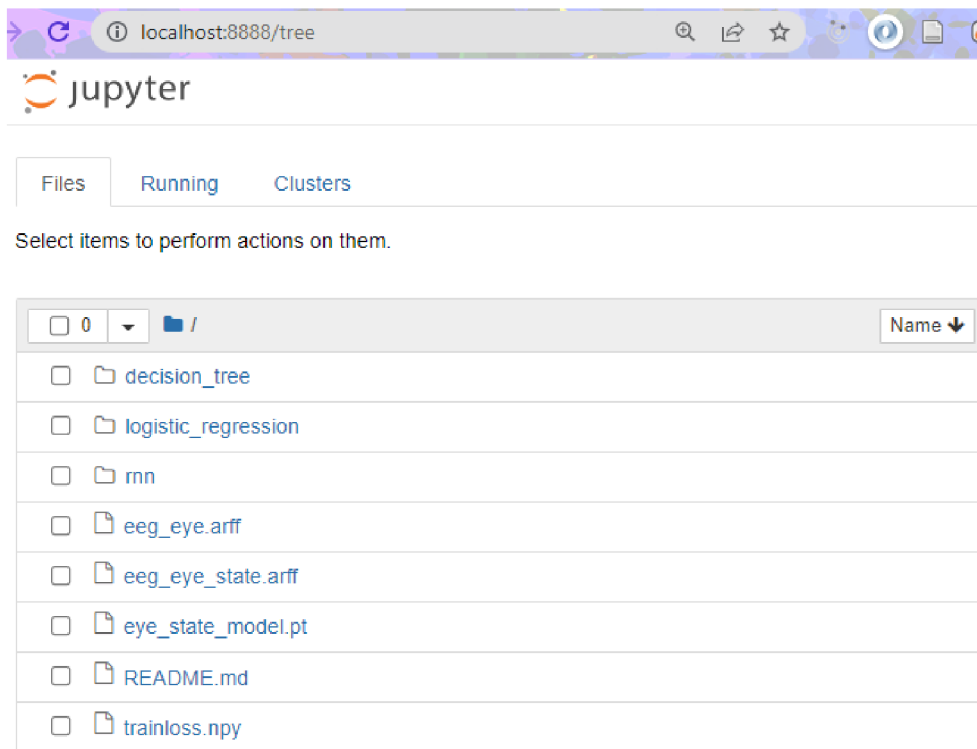 localhost:8888/tree
jupyter
Files Running Clusters
Select items to perform actions on them.
0 / Name
decision_tree
logistic_regression
rnn
eeg_eye.arff
eeg_eye_state.arff
eye_state_model.pt
README.md
trainloss.npy